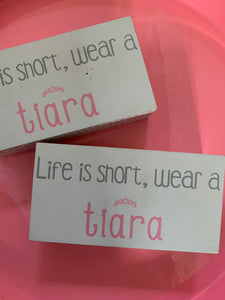 is short, wear a
tiara
Life is short, wear a
tiara